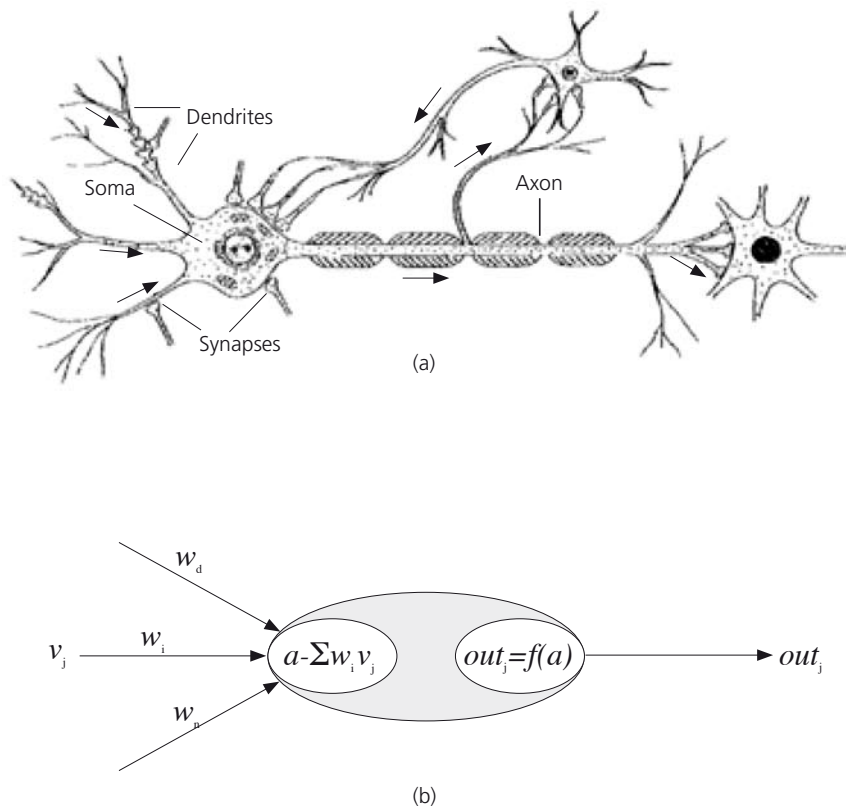 Dendrites
Soma
Axon
Synapses
(a)
w_d
v_j
w_i
a-Σw_i v_j
out_j=f(a)
out_j
w_n
(b)